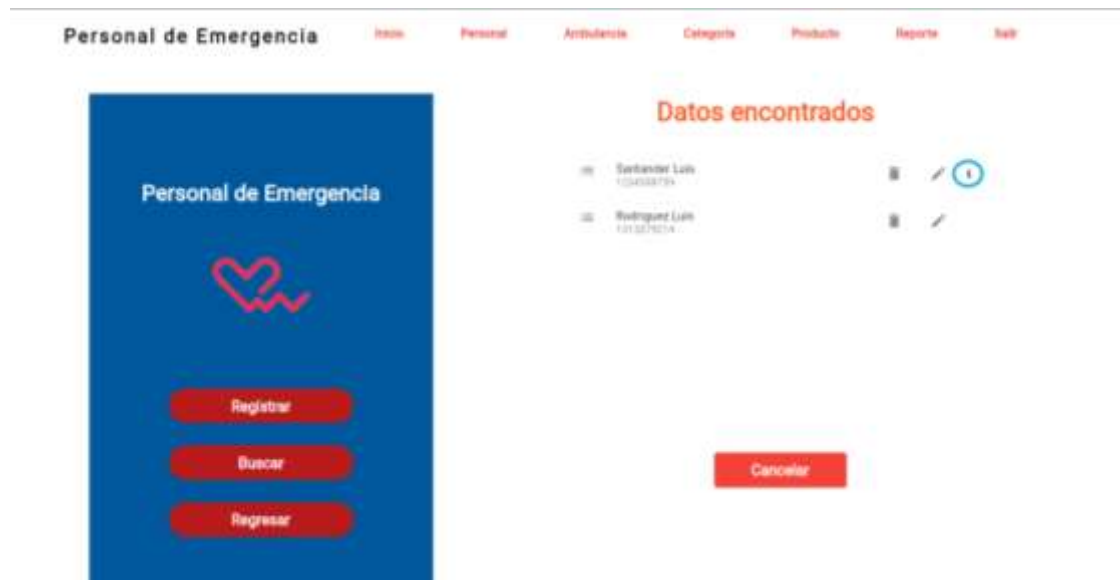 Personal de Emergencia
Inicio Personal Ambulancia Categoría Producto Reporte Salir
Datos encontrados
Santander Luis
Rodriguez Luis
Personal de Emergencia
Registrar
Buscar
Regresar
Cancelar